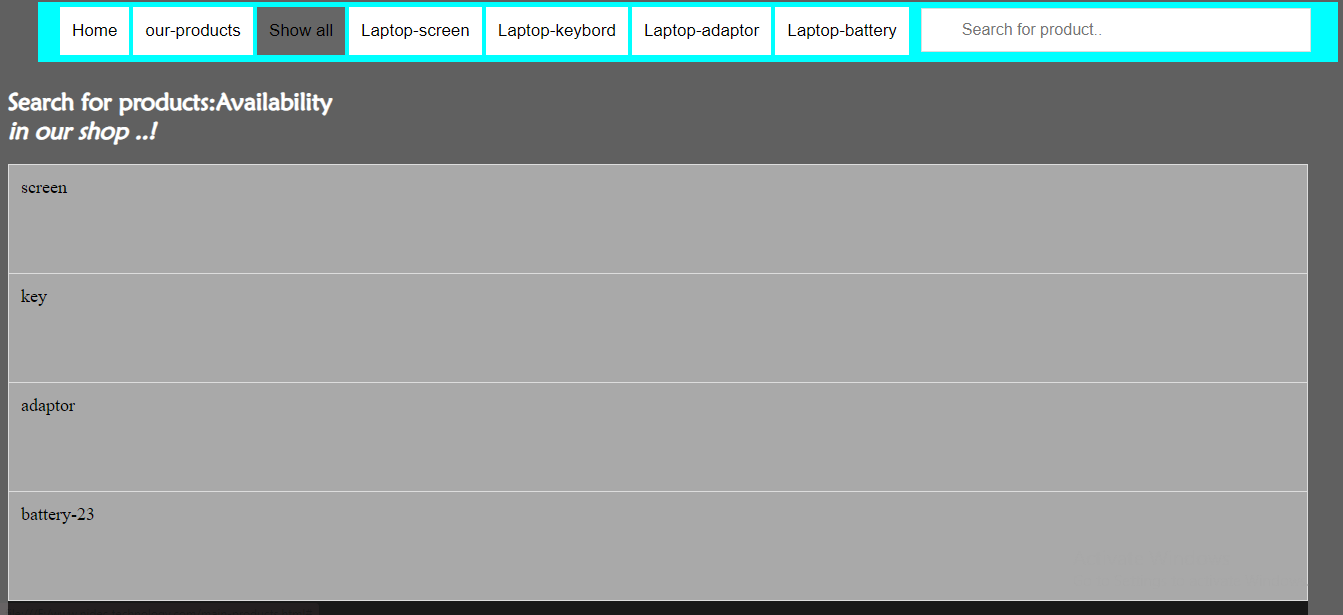 Home our-products Show all Laptop-screen Laptop-keybord Laptop-adaptor Laptop-battery Search for product..
Search for products:Availability
in our shop ..!
screen
key
adaptor
battery-23